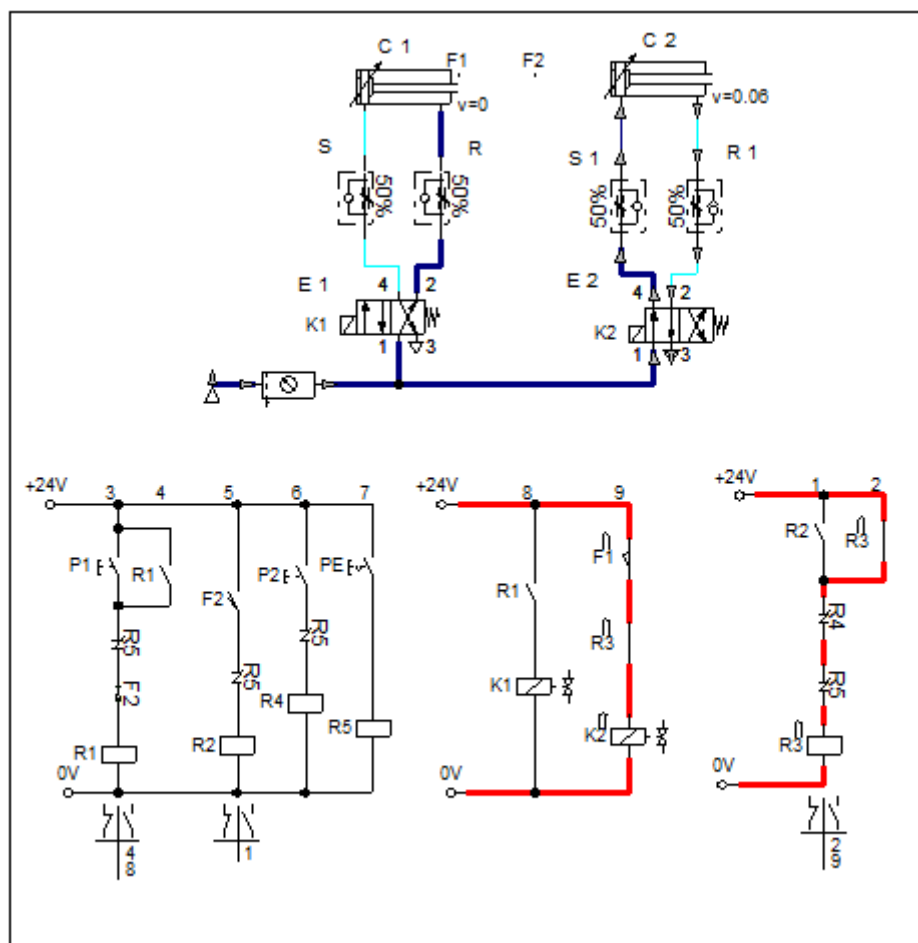 C 1
F1
F2
C 2
v=0
v=0.06
S
R
S 1
R 1
50%
50%
50%
50%
E 1
4
2
E 2
4
2
K1
K2
1
3
1
3
+24V
3
4
5
6
7
+24V
8
9
+24V
1
2
P1
R1
F2
P2
PE
R1
F1
R2
R3
R5
R5
R5
R3
R4
F2
R4
K1
R5
R1
R2
R5
K2
R3
0V
0V
0V
4
8
1
2
9